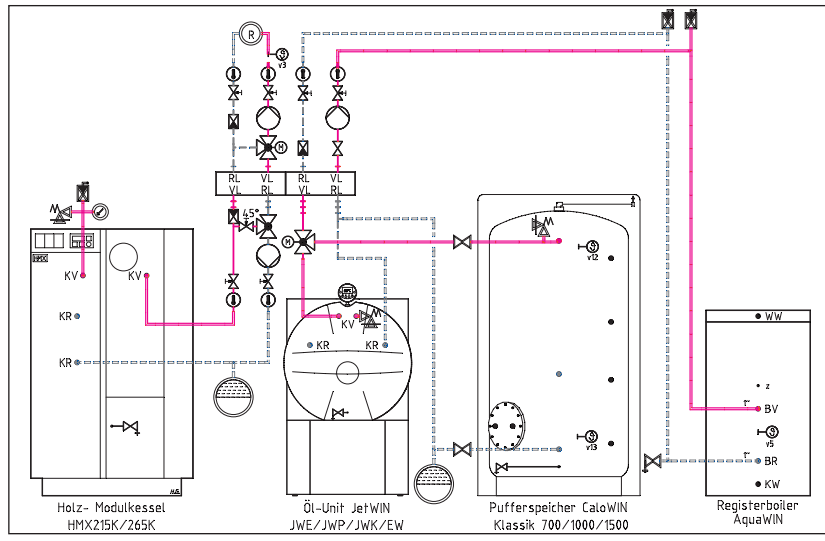 R
v3
M
RL VL RL VL
VL RL VL RL
45°
M
HMX
KV
KV
KR
KR
KV
KR
KR
v12
v13
WW
z
BV
v5
BR
KW
Holz- Modulkessel
HMX215K/265K
Öl-Unit JetWIN
JWE/JWP/JWK/EW
Pufferspeicher CaloWIN
Klassik 700/1000/1500
Registerboiler
AquaWIN